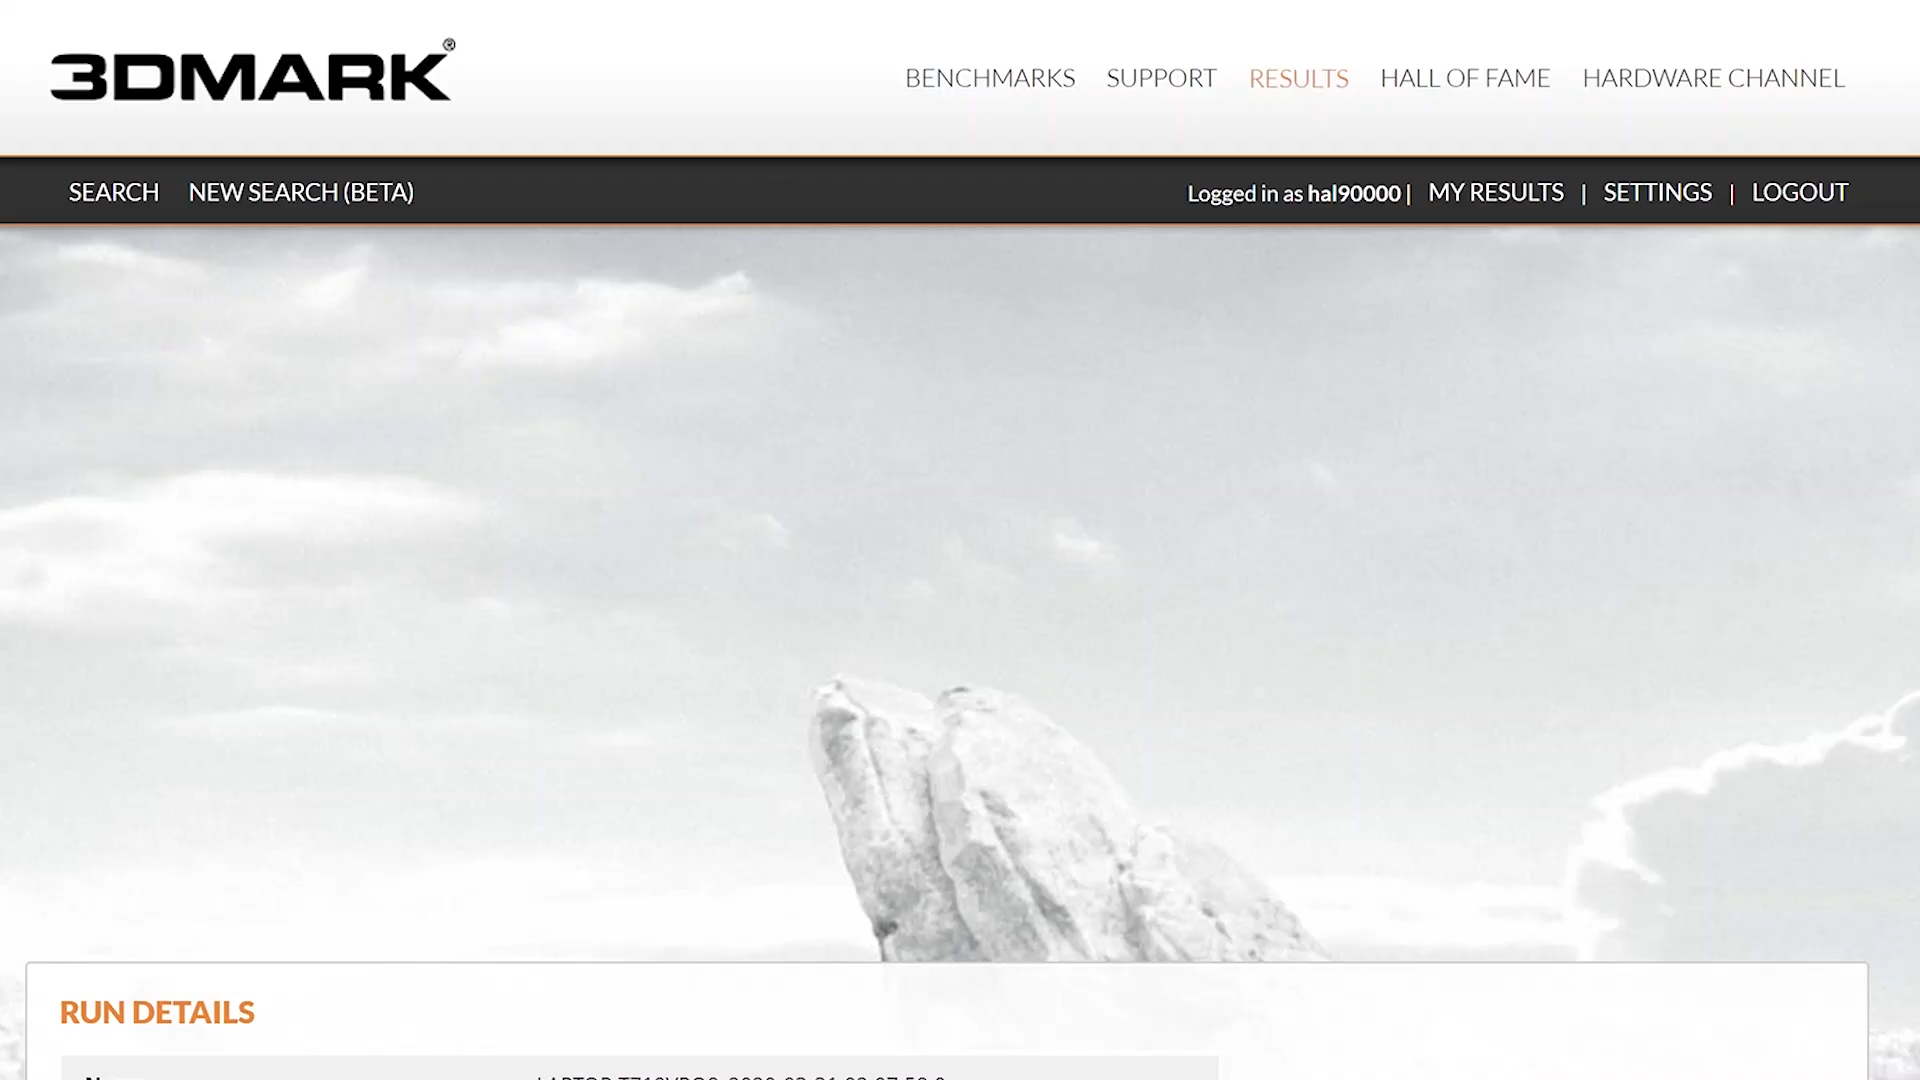 3DMARK®
BENCHMARKS SUPPORT RESULTS HALL OF FAME HARDWARE CHANNEL
SEARCH NEW SEARCH (BETA)
Logged in as hal90000 | MY RESULTS | SETTINGS | LOGOUT
RUN DETAILS